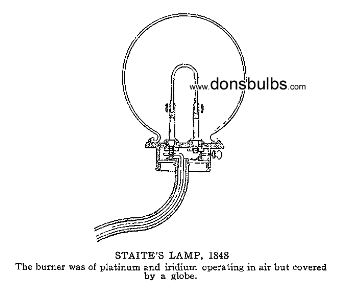 www.donsbulbs.com
STAITE'S LAMP, 1848
The burner was of platinum and iridium operating in air but covered
by a globe.